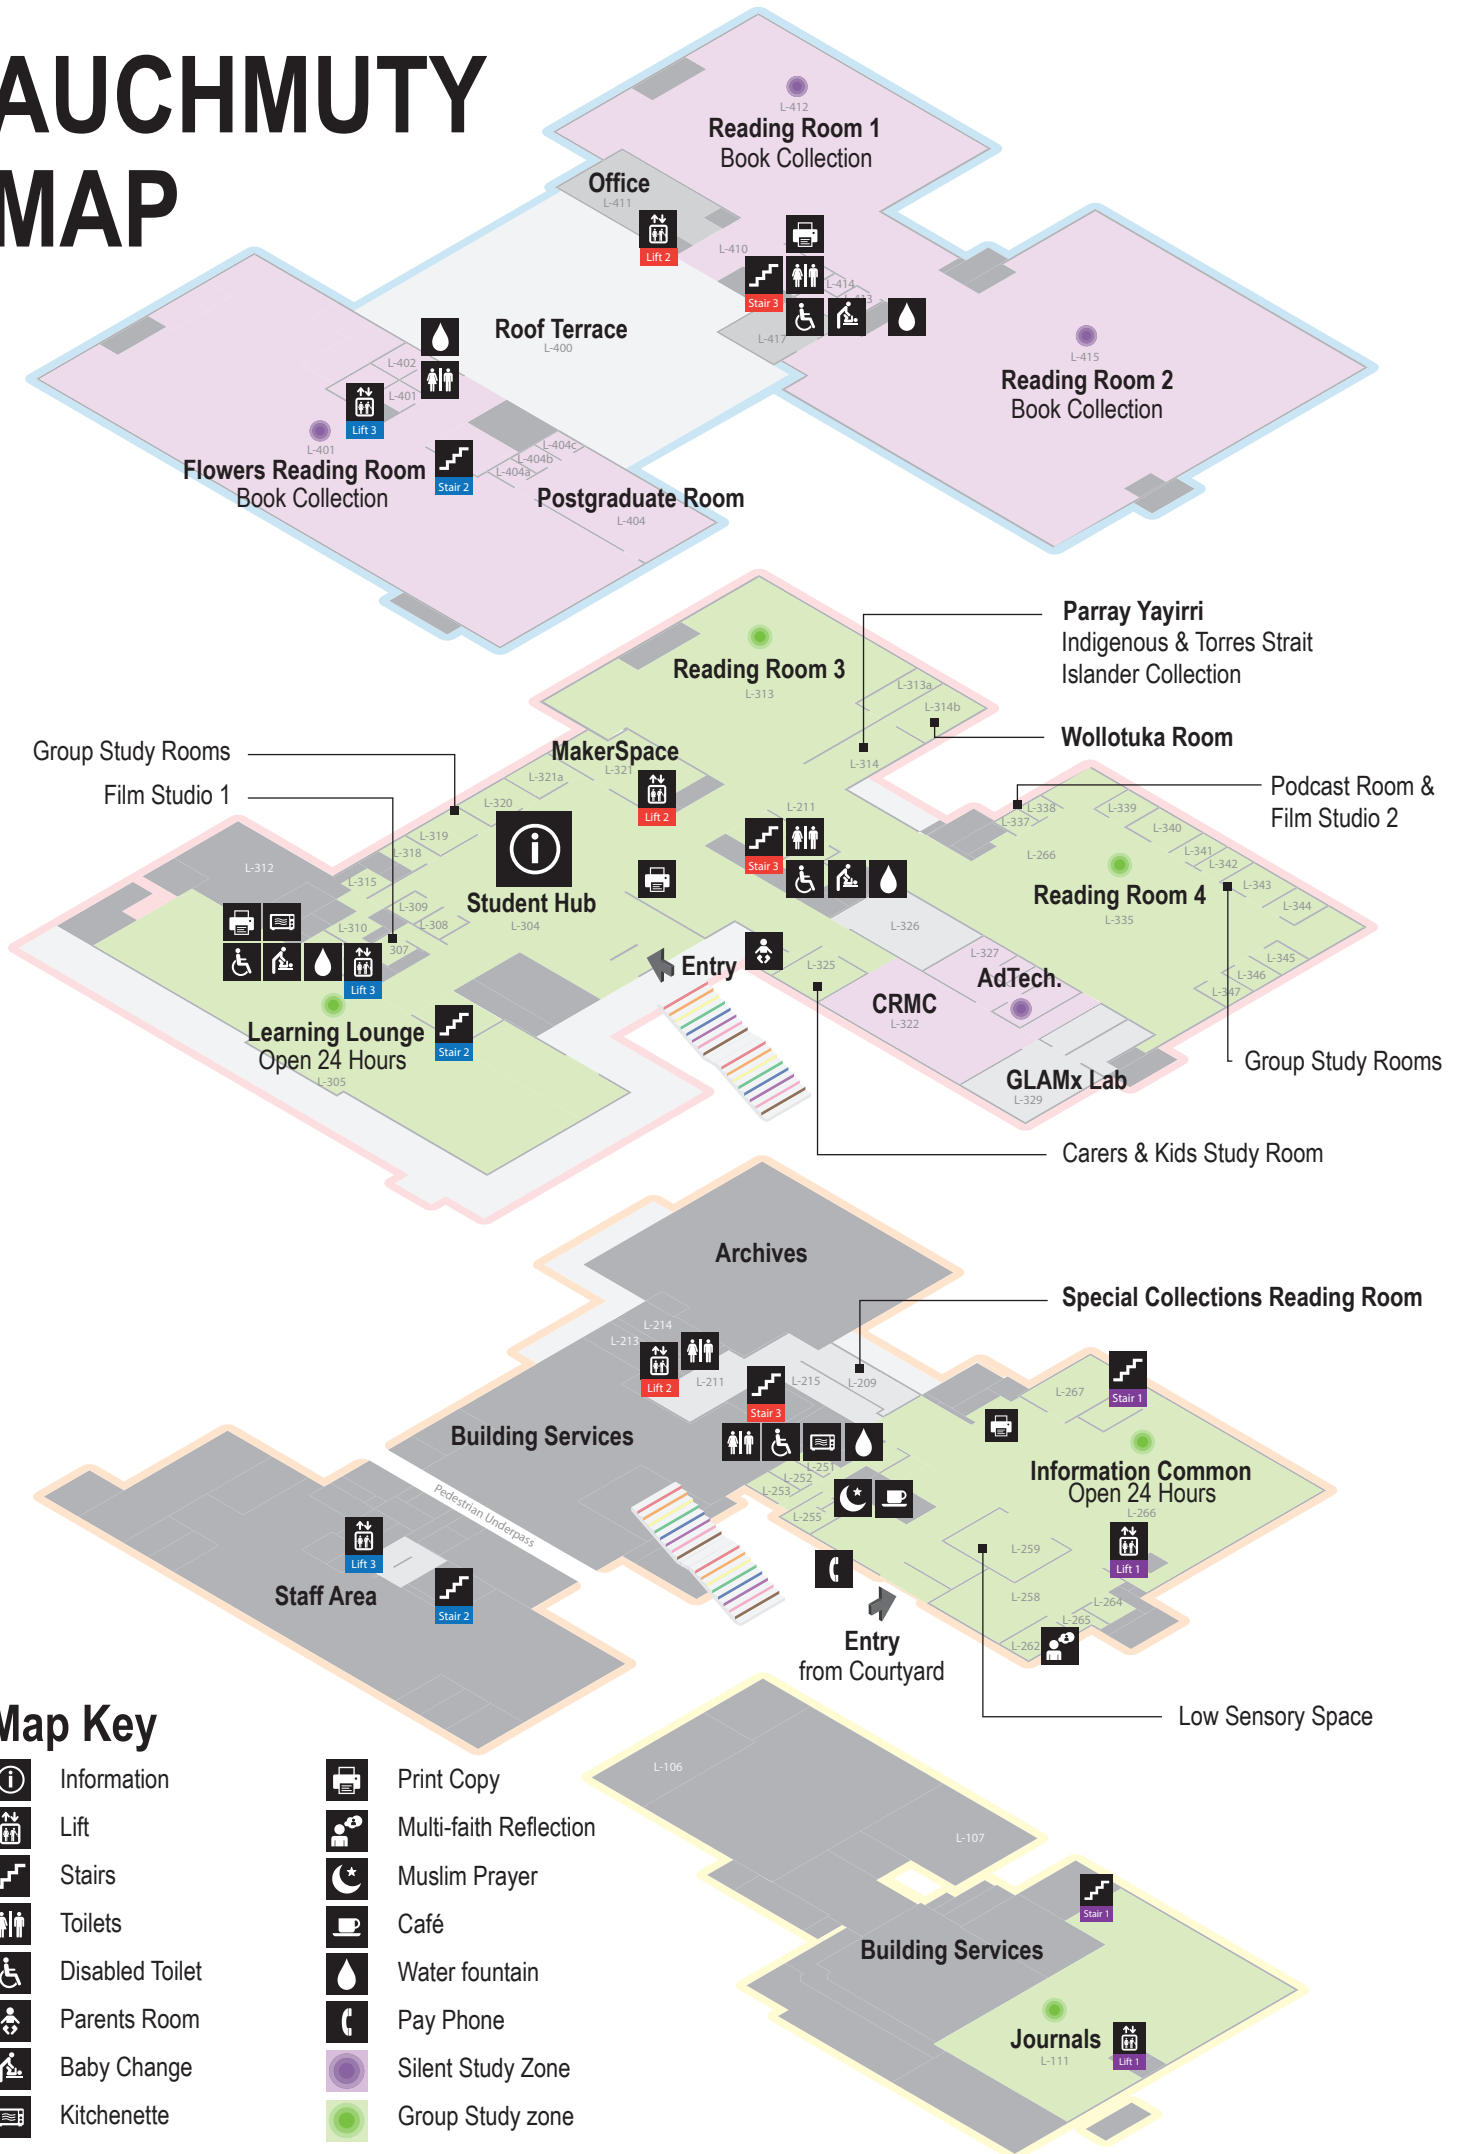 AUCHMUTY
MAP
L-412
Reading Room 1
Book Collection
Office
L-411
Lift 2
L-410
Stair 3
L-414
L-413
L-417
Roof Terrace
L-400
L-415
Reading Room 2
Book Collection
L-402
L-401
Lift 3
L-401
Flowers Reading Room
Book Collection
Stair 2
L-404c
L-404b
L-404a
Postgraduate Room
L-404
Parray Yayirri
Indigenous & Torres Strait
Islander Collection
Reading Room 3
L-313
L-313a
L-314b
Wollotuka Room
L-314
Group Study Rooms
Film Studio 1
MakerSpace
L-321
L-321a
Lift 2
L-320
L-319
L-318
L-315
L-312
L-309
L-308
L-310
307
Student Hub
L-304
L-211
Stair 3
Podcast Room &
Film Studio 2
L-338
L-337
L-339
L-340
L-341
L-342
L-343
L-344
L-266
Reading Room 4
L-335
L-345
L-346
L-347
L-326
L-327
L-325
Entry
AdTech.
CRMC
L-322
Lift 3
Learning Lounge
Open 24 Hours
L-305
Stair 2
GLAMx Lab
L-329
Group Study Rooms
Carers & Kids Study Room
Archives
Special Collections Reading Room
L-214
L-213
Lift 2
L-211
L-215
L-209
Stair 3
L-267
Stair 1
Building Services
L-251
L-252
L-253
L-255
Information Common
Open 24 Hours
L-266
Pedestrian Underpass
Lift 3
Staff Area
Stair 2
L-259
Lift 1
L-258
L-264
L-265
L-262
Entry
from Courtyard
Low Sensory Space
L-106
L-107
Stair 1
Building Services
Journals
L-111
Lift 1
Map Key
Information
Lift
Stairs
Toilets
Disabled Toilet
Parents Room
Baby Change
Kitchenette
Print Copy
Multi-faith Reflection
Muslim Prayer
Café
Water fountain
Pay Phone
Silent Study Zone
Group Study zone